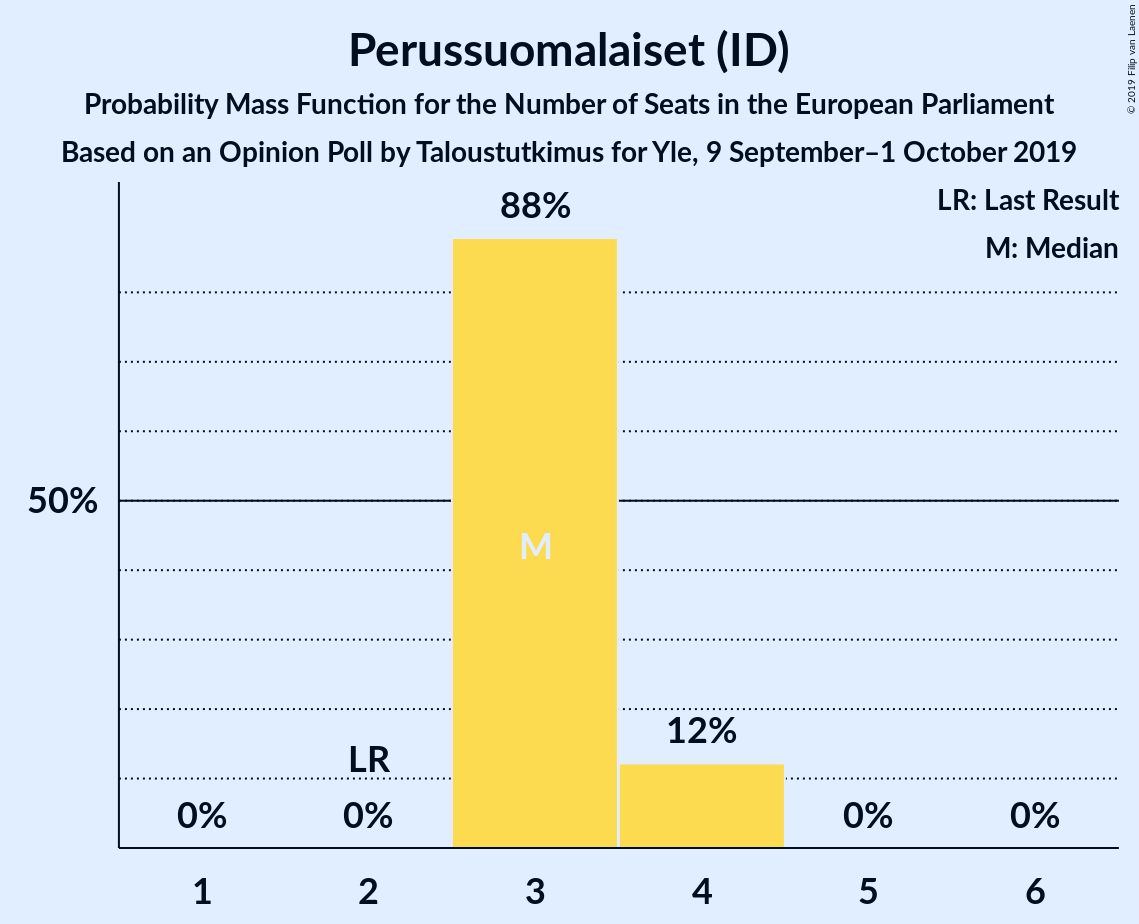 Perussuomalaiset (ID)
Probability Mass Function for the Number of Seats in the European Parliament
Based on an Opinion Poll by Taloustutkimus for Yle, 9 September–1 October 2019
© 2019 Filip van Laenen
LR: Last Result
M: Median
88%
50%
M
12%
LR
0%
0%
0%
0%
1
2
3
4
5
6